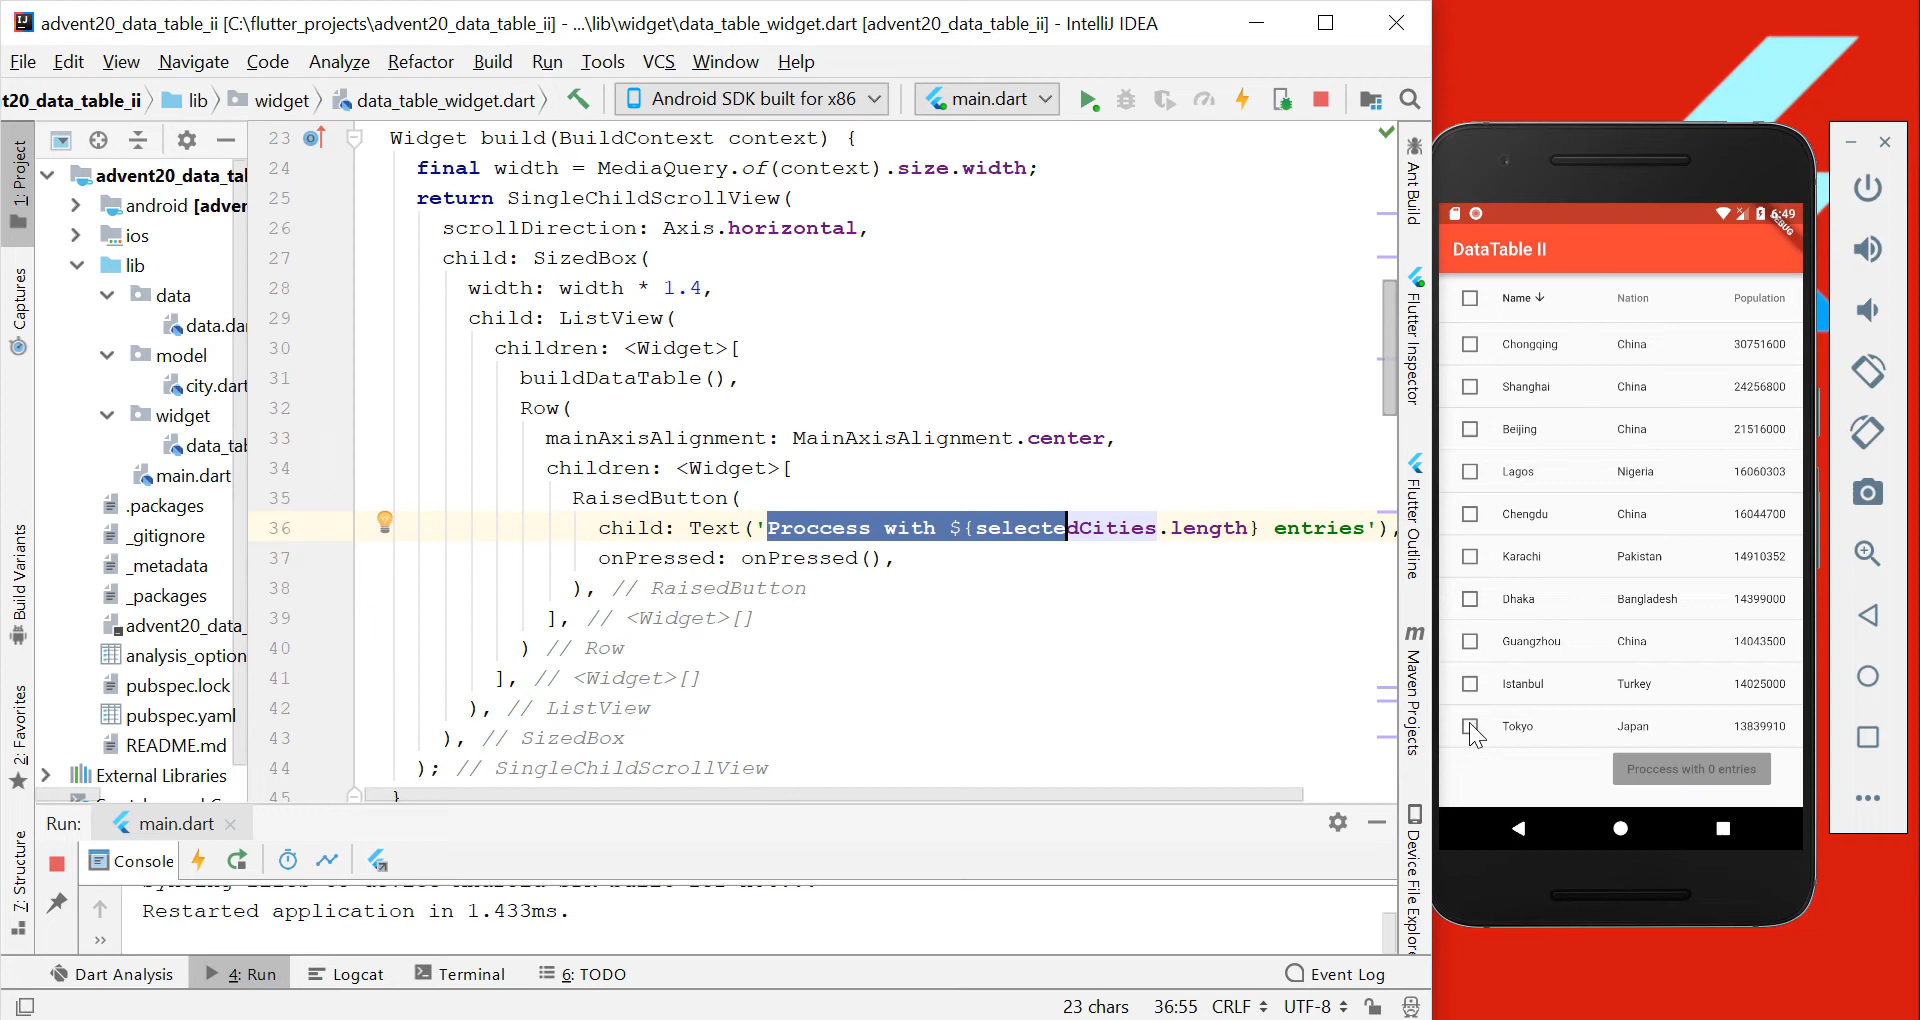 advent20_data_table_ii [C:\flutter_projects\advent20_data_table_ii] - ...\lib\widget\data_table_widget.dart [advent20_data_table_ii] - IntelliJ IDEA
File Edit View Navigate Code Analyze Refactor Build Run Tools VCS Window Help
t20_data_table_ii lib widget data_table_widget.dart Android SDK built for x86 main.dart
1: Project
Captures
Build Variants
2: Favorites
7: Structure
advent20_data_tal
android [adver
ios
lib
data
data.da
model
city.dart
widget
data_tab
main.dart
.packages
.gitignore
.metadata
_packages
advent20_data_
analysis_option
pubspec.lock
pubspec.yaml
README.md
External Libraries
23 Widget build(BuildContext context) {
24 final width = MediaQuery.of(context).size.width;
25 return SingleChildScrollView(
26 scrollDirection: Axis.horizontal,
27 child: SizedBox(
28 width: width * 1.4,
29 child: ListView(
30 children: <Widget>[
31 buildDataTable(),
32 Row(
33 mainAxisAlignment: MainAxisAlignment.center,
34 children: <Widget>[
35 RaisedButton(
36 child: Text('Proccess with ${selectedCities.length} entries'),
37 onPressed: onPressed(),
38 ), // RaisedButton
39 ], // <Widget>[]
40 ) // Row
41 ], // <Widget>[]
42 ), // ListView
43 ), // SizedBox
44 ); // SingleChildScrollView
45 }
Ant Build
Flutter Inspector
Flutter Outline
Maven Projects
Device File Explore
Run: main.dart
Console
Restarted application in 1.433ms.
Dart Analysis 4: Run Logcat Terminal 6: TODO Event Log
23 chars 36:55 CRLF UTF-8
6:49
DEBUG
DataTable II
Name Nation Population
Chongqing China 30751600
Shanghai China 24256800
Beijing China 21516000
Lagos Nigeria 16060303
Chengdu China 16044700
Karachi Pakistan 14910352
Dhaka Bangladesh 14399000
Guangzhou China 14043500
Istanbul Turkey 14025000
Tokyo Japan 13839910
Proccess with 0 entries